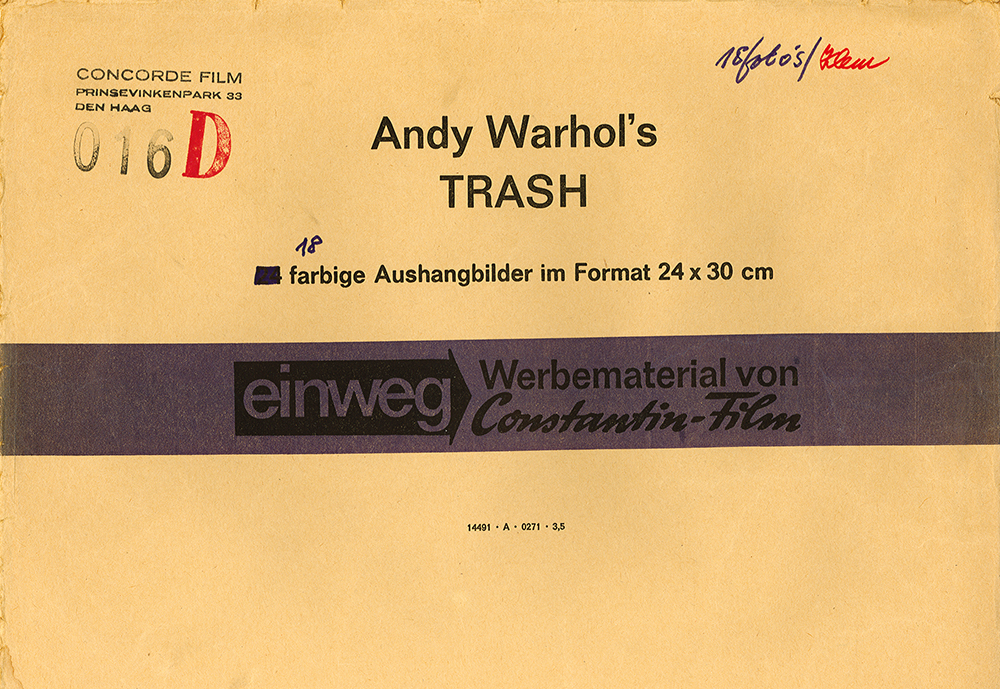 CONCORDE FILM
PRINSEVINKENPARK 33
DEN HAAG
016 D
18 foto's/
Andy Warhol's
TRASH
18
farbige Aushangbilder im Format 24 x 30 cm
einweg Werbematerial von
Constantin-Film
14491 · A · 0271 · 3,5